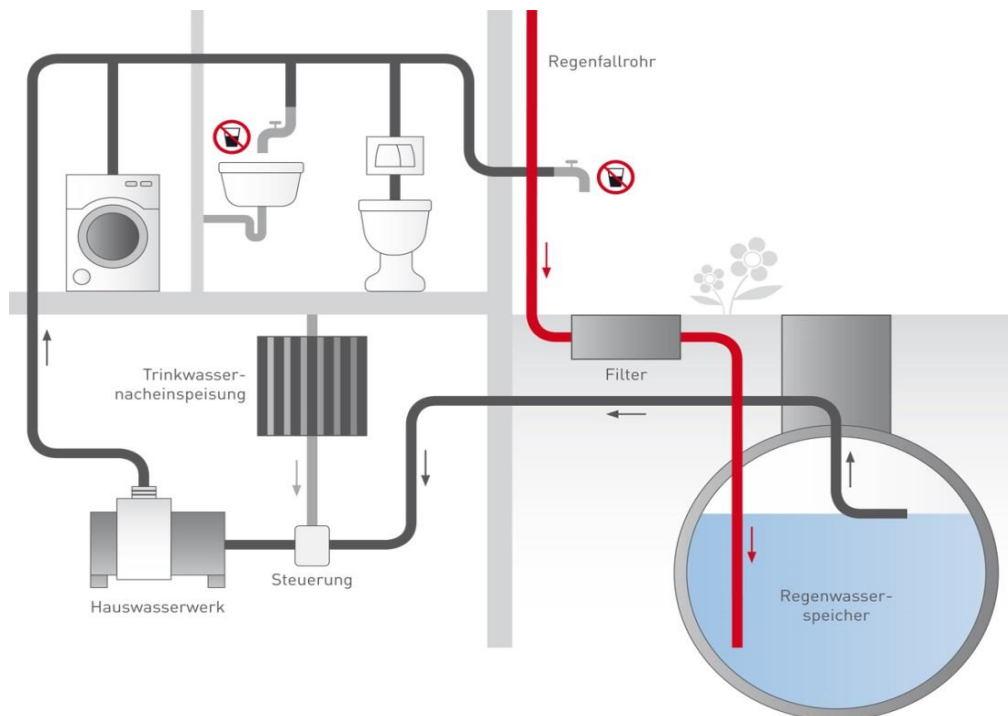 Regenfallrohr
Trinkwasser-
nacheinspeisung
Filter
Steuerung
Hauswasserwerk
Regenwasser-
speicher